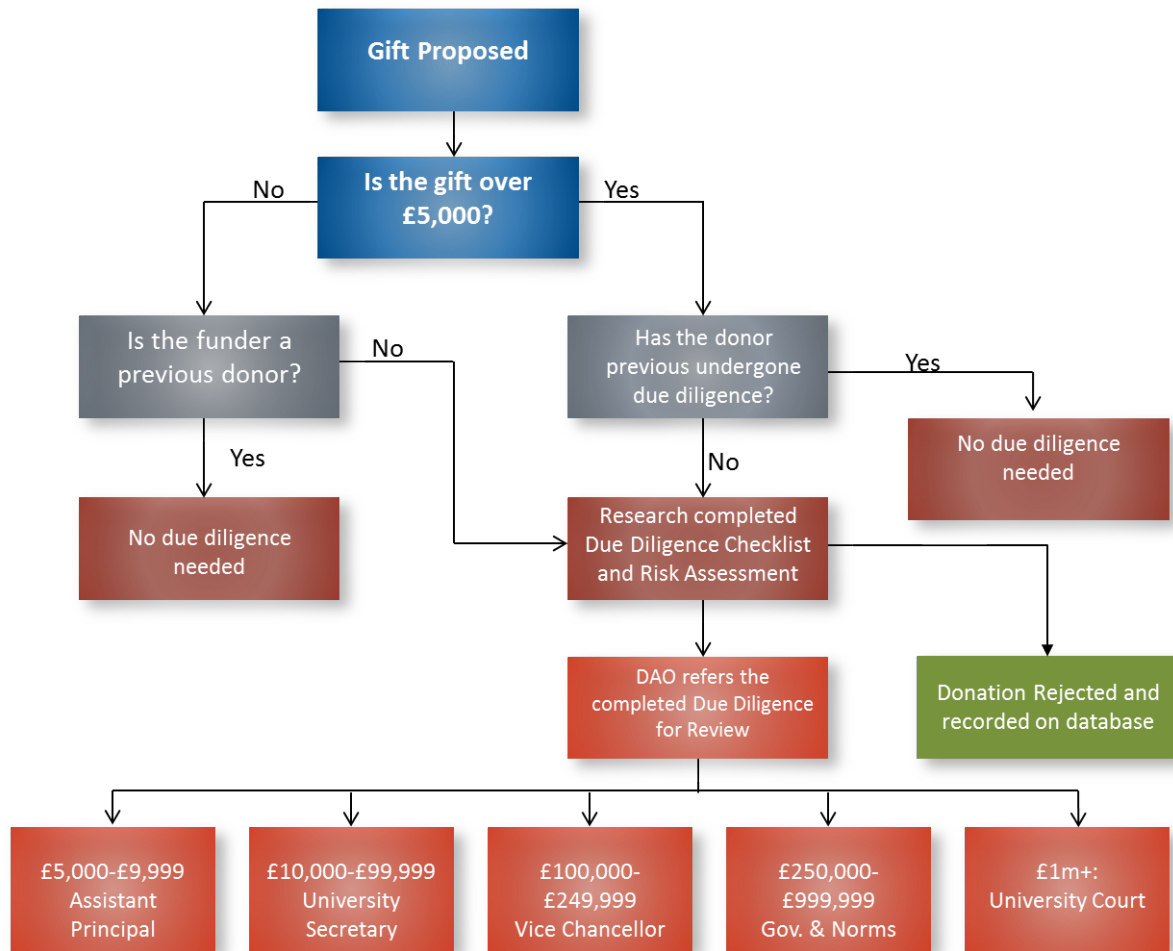 Gift Proposed
Is the gift over
£5,000?
No
Yes
Is the funder a
previous donor?
No
Has the donor
previous undergone
due diligence?
Yes
Yes
No
No due diligence
needed
No due diligence
needed
Research completed
Due Diligence Checklist
and Risk Assessment
DAO refers the
completed Due Diligence
for Review
Donation Rejected and
recorded on database
£5,000-£9,999
Assistant
Principal
£10,000-£99,999
University
Secretary
£100,000-
£249,999
Vice Chancellor
£250,000-
£999,999
Gov. & Norms
£1m+:
University Court